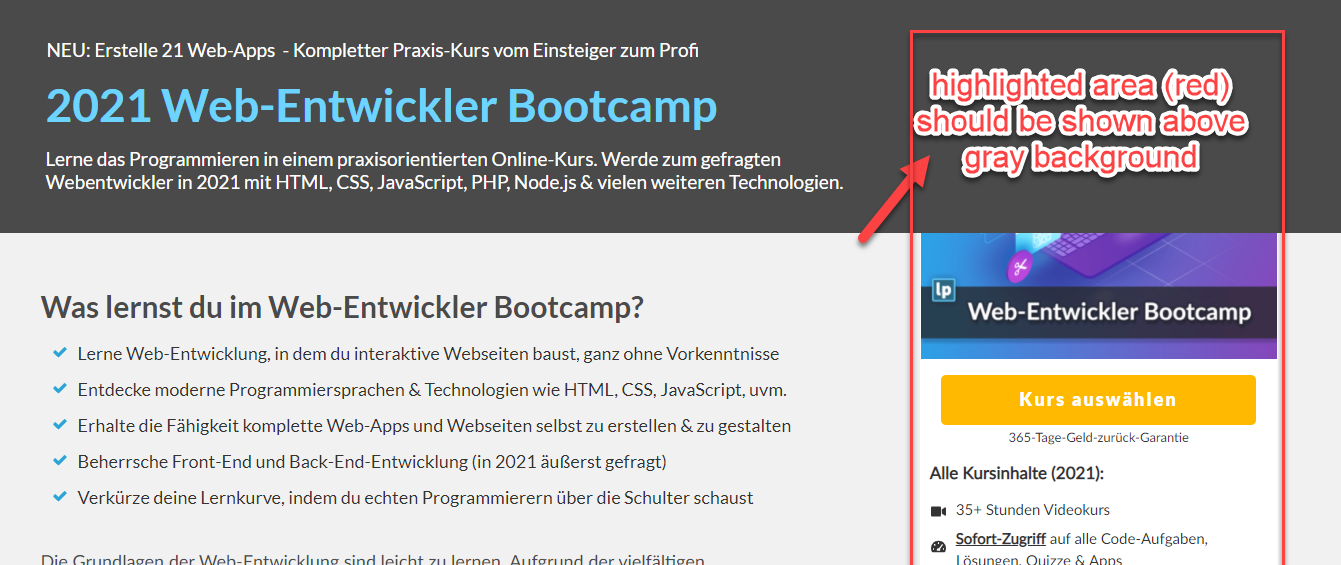 NEU: Erstelle 21 Web-Apps - Kompletter Praxis-Kurs vom Einsteiger zum Profi
2021 Web-Entwickler Bootcamp
Lerne das Programmieren in einem praxisorientierten Online-Kurs. Werde zum gefragten
Webentwickler in 2021 mit HTML, CSS, JavaScript, PHP, Node.js & vielen weiteren Technologien.
highlighted area (red)
should be shown above
gray background
Was lernst du im Web-Entwickler Bootcamp?
Lerne Web-Entwicklung, in dem du interaktive Webseiten baust, ganz ohne Vorkenntnisse
Entdecke moderne Programmiersprachen & Technologien wie HTML, CSS, JavaScript, uvm.
Erhalte die Fähigkeit komplette Web-Apps und Webseiten selbst zu erstellen & zu gestalten
Beherrsche Front-End und Back-End-Entwicklung (in 2021 äußerst gefragt)
Verkürze deine Lernkurve, indem du echten Programmierern über die Schulter schaust
Die Grundlagen der Web-Entwicklung sind leicht zu lernen. Aufgrund der vielfältigen
lp
Web-Entwickler Bootcamp
Kurs auswählen
365-Tage-Geld-zurück-Garantie
Alle Kursinhalte (2021):
35+ Stunden Videokurs
Sofort-Zugriff auf alle Code-Aufgaben,
Lösungen, Quizze & Apps